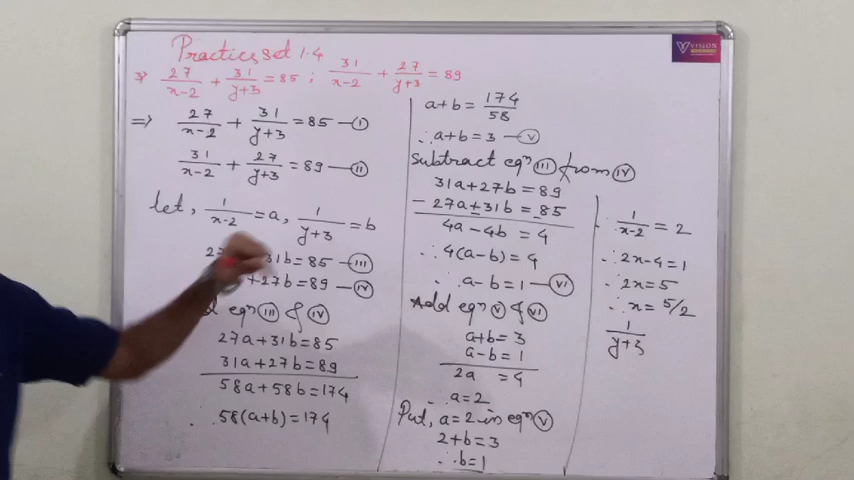 Practice set 1.4
⇒ 27/(x-2) + 31/(y+3) = 85 ; 31/(x-2) + 27/(y+3) = 89
⇒ 27/(x-2) + 31/(y+3) = 85 — (I)
31/(x-2) + 27/(y+3) = 89 — (II)
let, 1/(x-2) = a, 1/(y+3) = b
31b = 85 — (III)
+ 27b = 89 — (IV)
eqn (III) & (IV)
27a + 31b = 85
31a + 27b = 89
58a + 58b = 174
∴ 58(a+b) = 174
a+b = 174/58
∴ a+b = 3 — (V)
Subtract eqn (III) from (IV)
31a + 27b = 89
- 27a ± 31b = - 85
4a - 4b = 4
∴ 4(a-b) = 4
∴ a-b = 1 — (VI)
Add eqn (V) & (VI)
a+b = 3
a-b = 1
2a = 4
∴ a = 2
Put, a = 2 in eqn (V)
2+b = 3
∴ b = 1
∴ 1/(x-2) = 2
∴ 2x-4 = 1
∴ 2x = 5
∴ x = 5/2
1/(y+3)
VISION